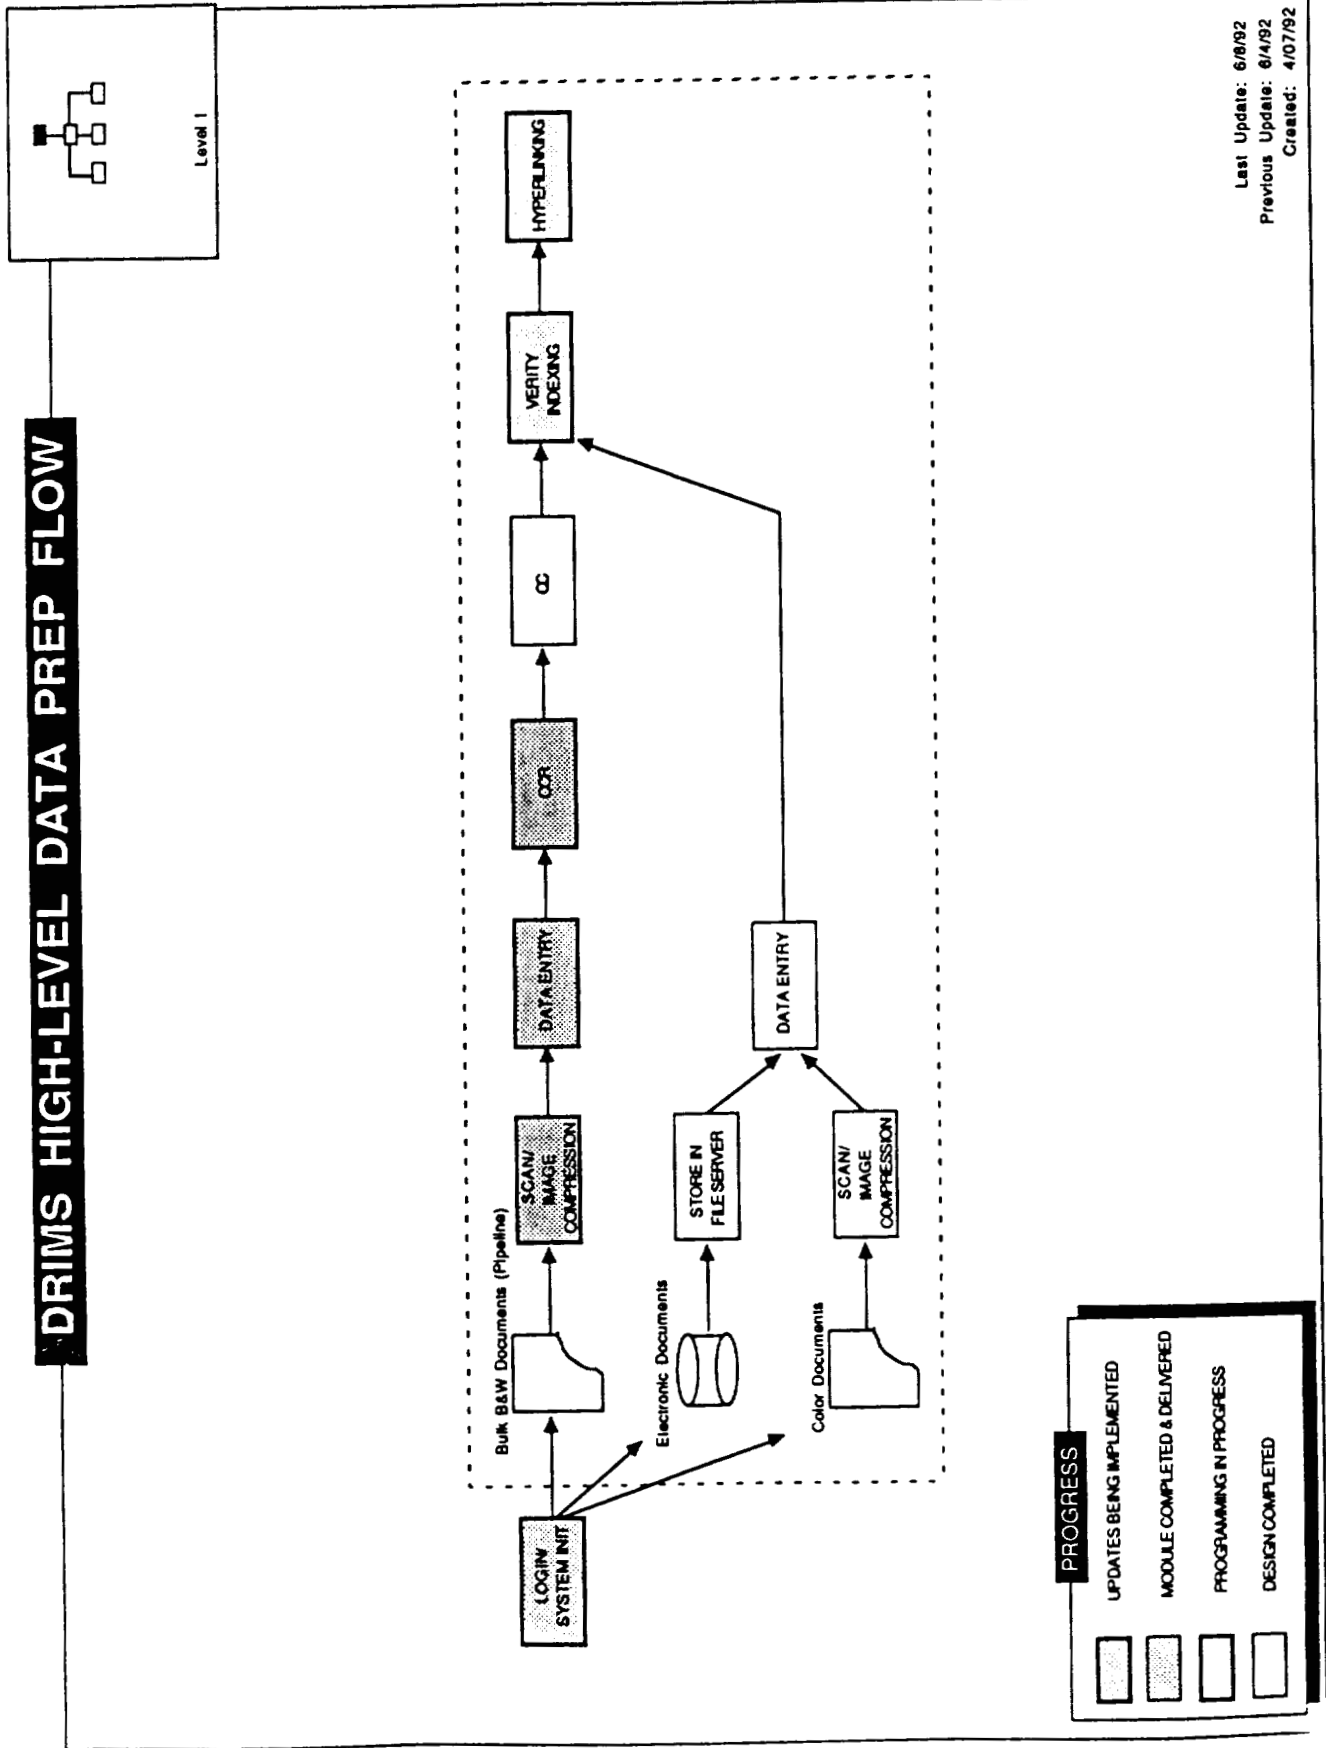 DRIMS HIGH-LEVEL DATA PREP FLOW
Level 1
LOGIN/
SYSTEM INIT
Bulk B&W Documents (Pipeline)
SCAN/
IMAGE
COMPRESSION
DATA ENTRY
OCR
QC
VERITY
INDEXING
HYPERLINKING
Electronic Documents
STORE IN
FILE SERVER
DATA ENTRY
Color Documents
SCAN/
IMAGE
COMPRESSION
PROGRESS
UPDATES BEING IMPLEMENTED
MODULE COMPLETED & DELIVERED
PROGRAMMING IN PROGRESS
DESIGN COMPLETED
Last Update: 6/8/92
Previous Update: 6/4/92
Created: 4/07/92